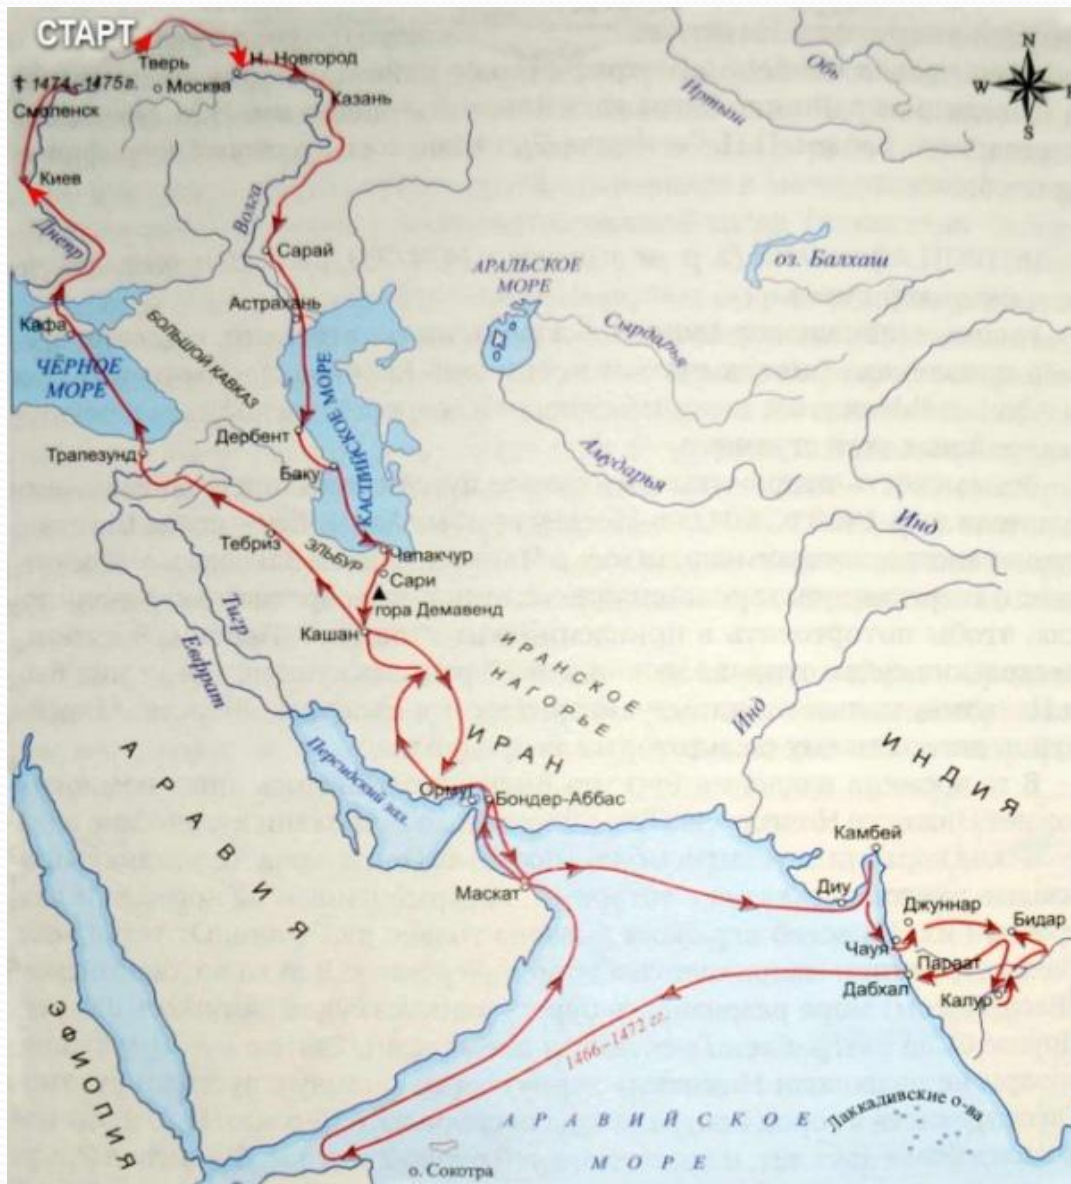 СТАРТ
Тверь
Н. Новгород
Обь
Иртыш
N
W
S
† 1474–1475 г.
Москва
Казань
Смоленск
Киев
Волга
Днепр
Сарай
оз. Балхаш
АРАЛЬСКОЕ
МОРЕ
Астрахань
Кафа
БОЛЬШОЙ КАВКАЗ
Сырдарья
ЧЁРНОЕ
МОРЕ
КАСПИЙСКОЕ МОРЕ
Дербент
Трапезунд
Баку
Амударья
Инд
Тебриз
ЭЛЬБУР
Чапакчур
Сари
гора Демавенд
Тигр
Кашан
Евфрат
ИРАНСКОЕ
НАГОРЬЕ
Инд
ИРАН
ИНДИЯ
АРАВИЯ
Персидский зал.
Ормуз
Бондер-Аббас
Камбей
Маскат
Диу
Джуннар
Бидар
Чауя
Параат
Дабхал
Калур
ЭФИОПИЯ
1466–1472 гг.
АРАВИЙСКОЕ
МОРЕ
Лаккадивские о-ва
о. Сокотра